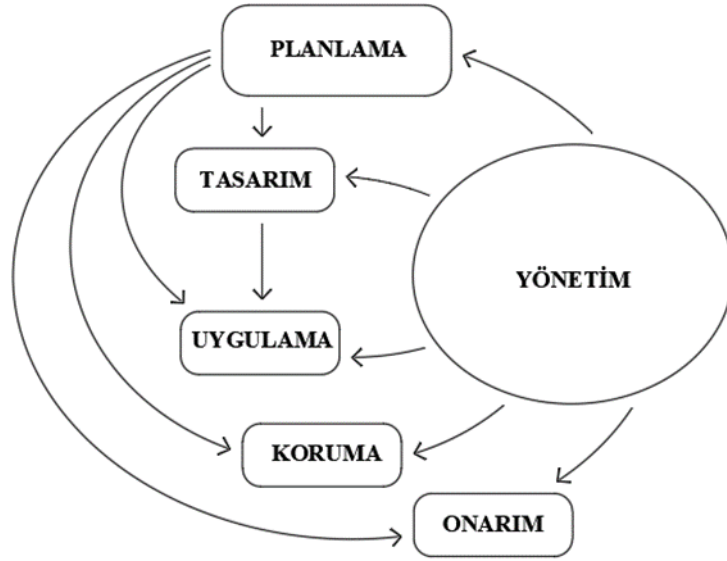 PLANLAMA
TASARIM
YÖNETİM
UYGULAMA
KORUMA
ONARIM